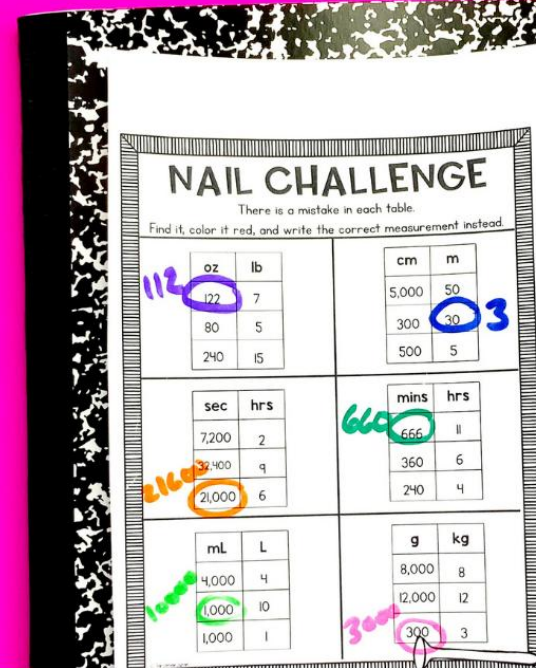 NAIL CHALLENGE
There is a mistake in each table.
Find it, color it red, and write the correct measurement instead.
oz lb
112 122 7
80 5
240 15
cm m
5,000 50
300 30 3
500 5
sec hrs
7,200 2
32,400 9
21600 21,000 6
mins hrs
660 666 11
360 6
240 4
mL L
4,000 4
10000 1,000 10
1,000 1
g kg
8,000 8
12,000 12
3000 300 3